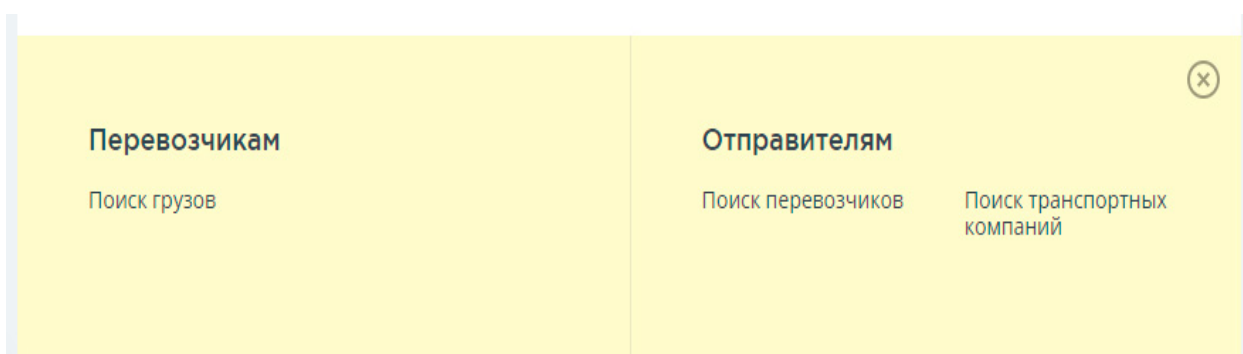 Перевозчикам
Поиск грузов
Отправителям
Поиск перевозчиков
Поиск транспортных
компаний